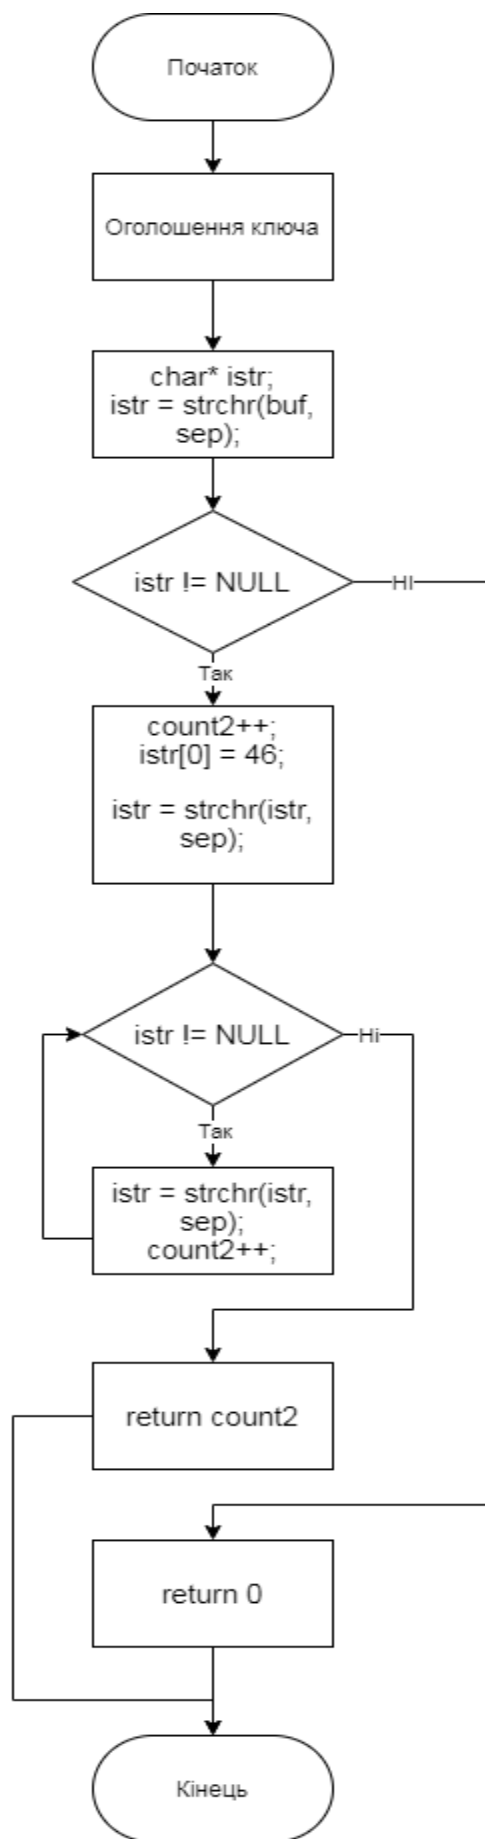 Початок
Оголошення ключа
char* istr;
istr = strchr(buf,
sep);
istr != NULL
НІ
Так
count2++;
istr[0] = 46;
istr = strchr(istr,
sep);
istr != NULL
Ні
Так
istr = strchr(istr,
sep);
count2++;
return count2
return 0
Кінець